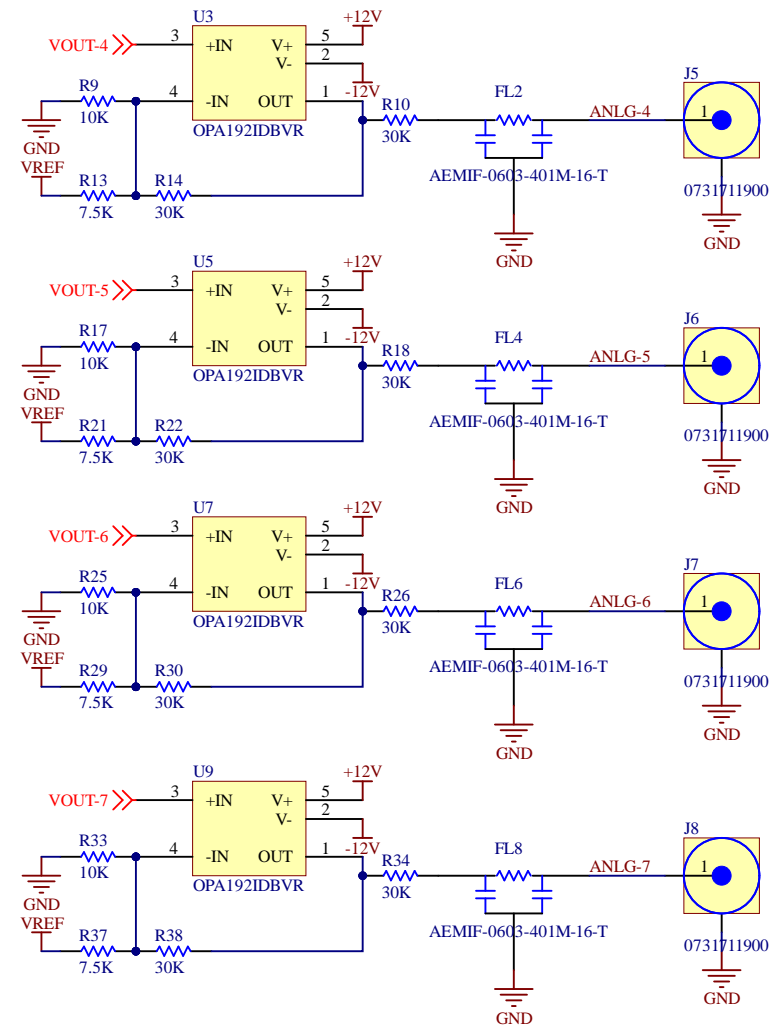 U3
+12V
VOUT-4
3
+IN
V+
5
V-
2
R9
10K
4
-IN
OUT
1
-12V
OPA192IDBVR
GND
VREF
R13
7.5K
R14
30K
R10
30K
FL2
AEMIF-0603-401M-16-T
GND
ANLG-4
J5
1
0731711900
GND
U5
+12V
VOUT-5
3
+IN
V+
5
V-
2
R17
10K
4
-IN
OUT
1
-12V
OPA192IDBVR
GND
VREF
R21
7.5K
R22
30K
R18
30K
FL4
AEMIF-0603-401M-16-T
GND
ANLG-5
J6
1
0731711900
GND
U7
+12V
VOUT-6
3
+IN
V+
5
V-
2
R25
10K
4
-IN
OUT
1
-12V
OPA192IDBVR
GND
VREF
R29
7.5K
R30
30K
R26
30K
FL6
AEMIF-0603-401M-16-T
GND
ANLG-6
J7
1
0731711900
GND
U9
+12V
VOUT-7
3
+IN
V+
5
V-
2
R33
10K
4
-IN
OUT
1
-12V
OPA192IDBVR
GND
VREF
R37
7.5K
R38
30K
R34
30K
FL8
AEMIF-0603-401M-16-T
GND
ANLG-7
J8
1
0731711900
GND